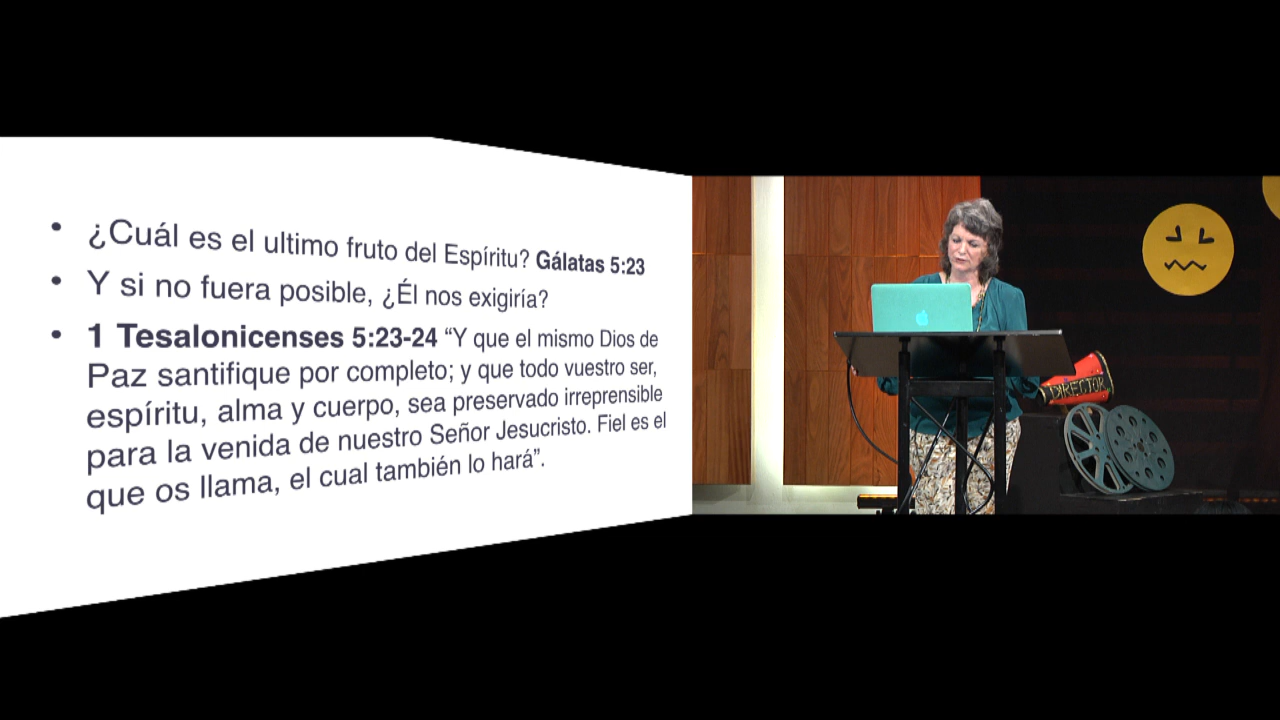 • ¿Cuál es el ultimo fruto del Espíritu? Gálatas 5:23
• Y si no fuera posible, ¿Él nos exigiría?
• 1 Tesalonicenses 5:23-24 “Y que el mismo Dios de
Paz santifique por completo; y que todo vuestro ser,
espíritu, alma y cuerpo, sea preservado irreprensible
para la venida de nuestro Señor Jesucristo. Fiel es el
que os llama, el cual también lo hará”.
DIRECTOR